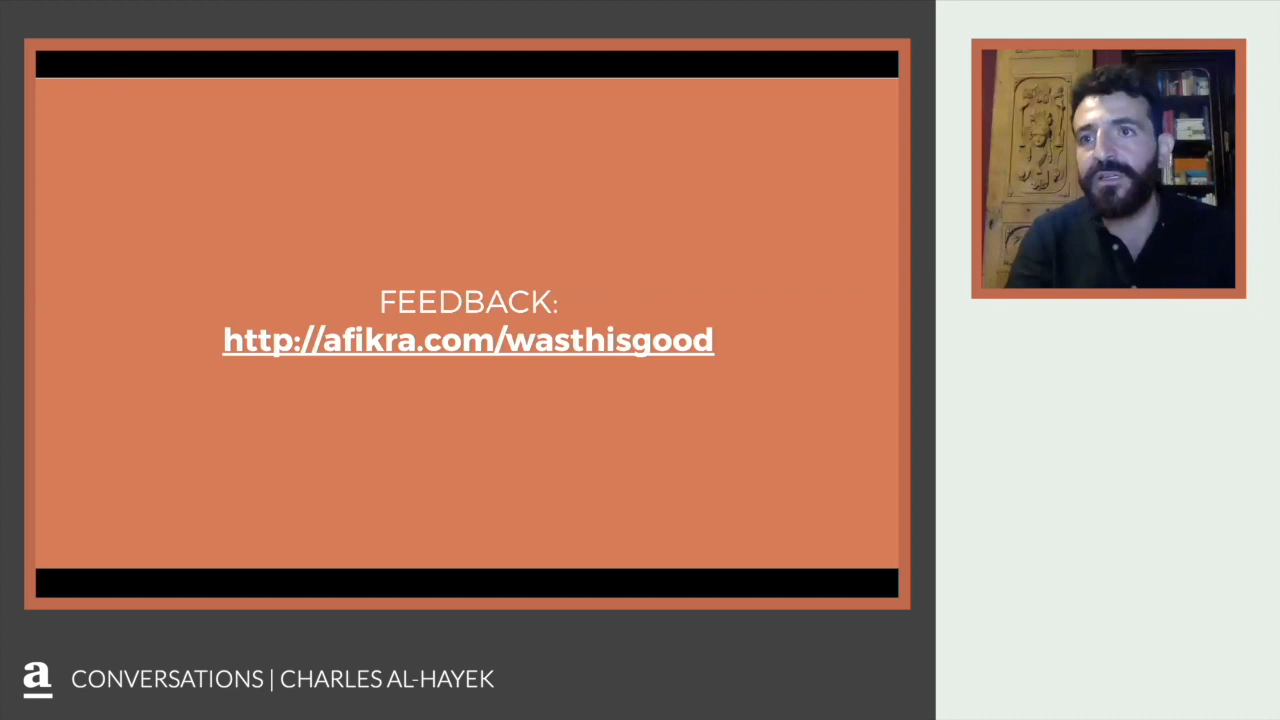 FEEDBACK:
http://afikra.com/wasthisgood
a CONVERSATIONS | CHARLES AL-HAYEK